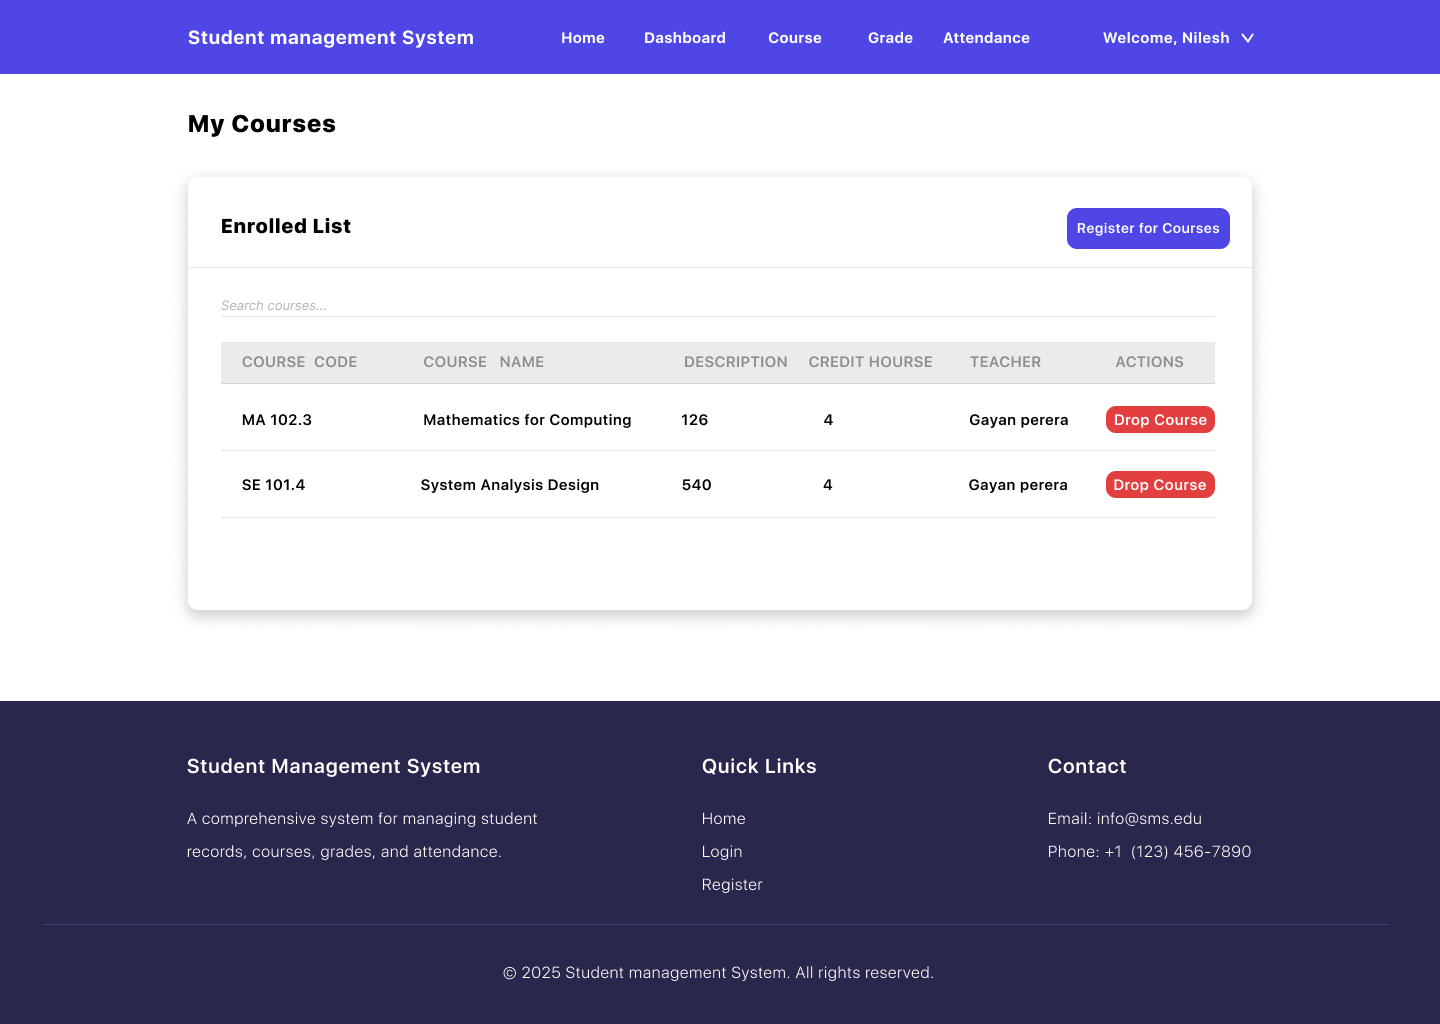 Student management System Home Dashboard Course Grade Attendance Welcome, Nilesh
My Courses
Enrolled List Register for Courses
Search courses...
COURSE CODE COURSE NAME DESCRIPTION CREDIT HOURSE TEACHER ACTIONS
MA 102.3 Mathematics for Computing 126 4 Gayan perera Drop Course
SE 101.4 System Analysis Design 540 4 Gayan perera Drop Course
Student Management System
A comprehensive system for managing student
records, courses, grades, and attendance.
Quick Links
Home
Login
Register
Contact
Email: info@sms.edu
Phone: +1 (123) 456-7890
© 2025 Student management System. All rights reserved.